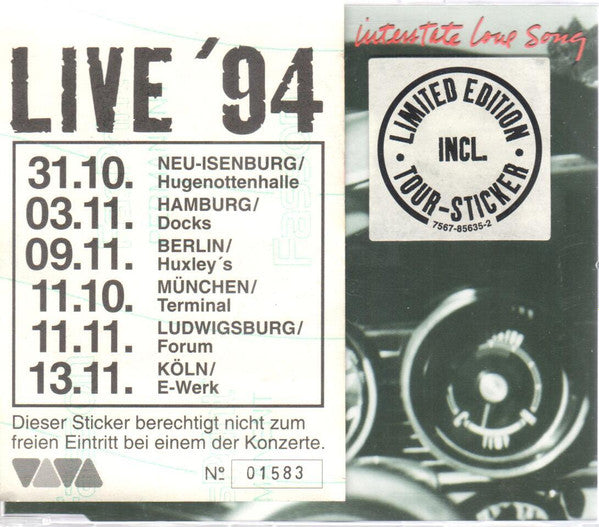 LIVE ´94
31.10. NEU-ISENBURG/
Hugenottenhalle
03.11. HAMBURG/
Docks
09.11. BERLIN/
Huxley´s
11.10. MÜNCHEN/
Terminal
11.11. LUDWIGSBURG/
Forum
13.11. KÖLN/
E-Werk
Dieser Sticker berechtigt nicht zum
freien Eintritt bei einem der Konzerte.
VIVA
Nº 01583
interstate Love Song
LIMITED EDITION
INCL.
TOUR-STICKER
7567-85635-2